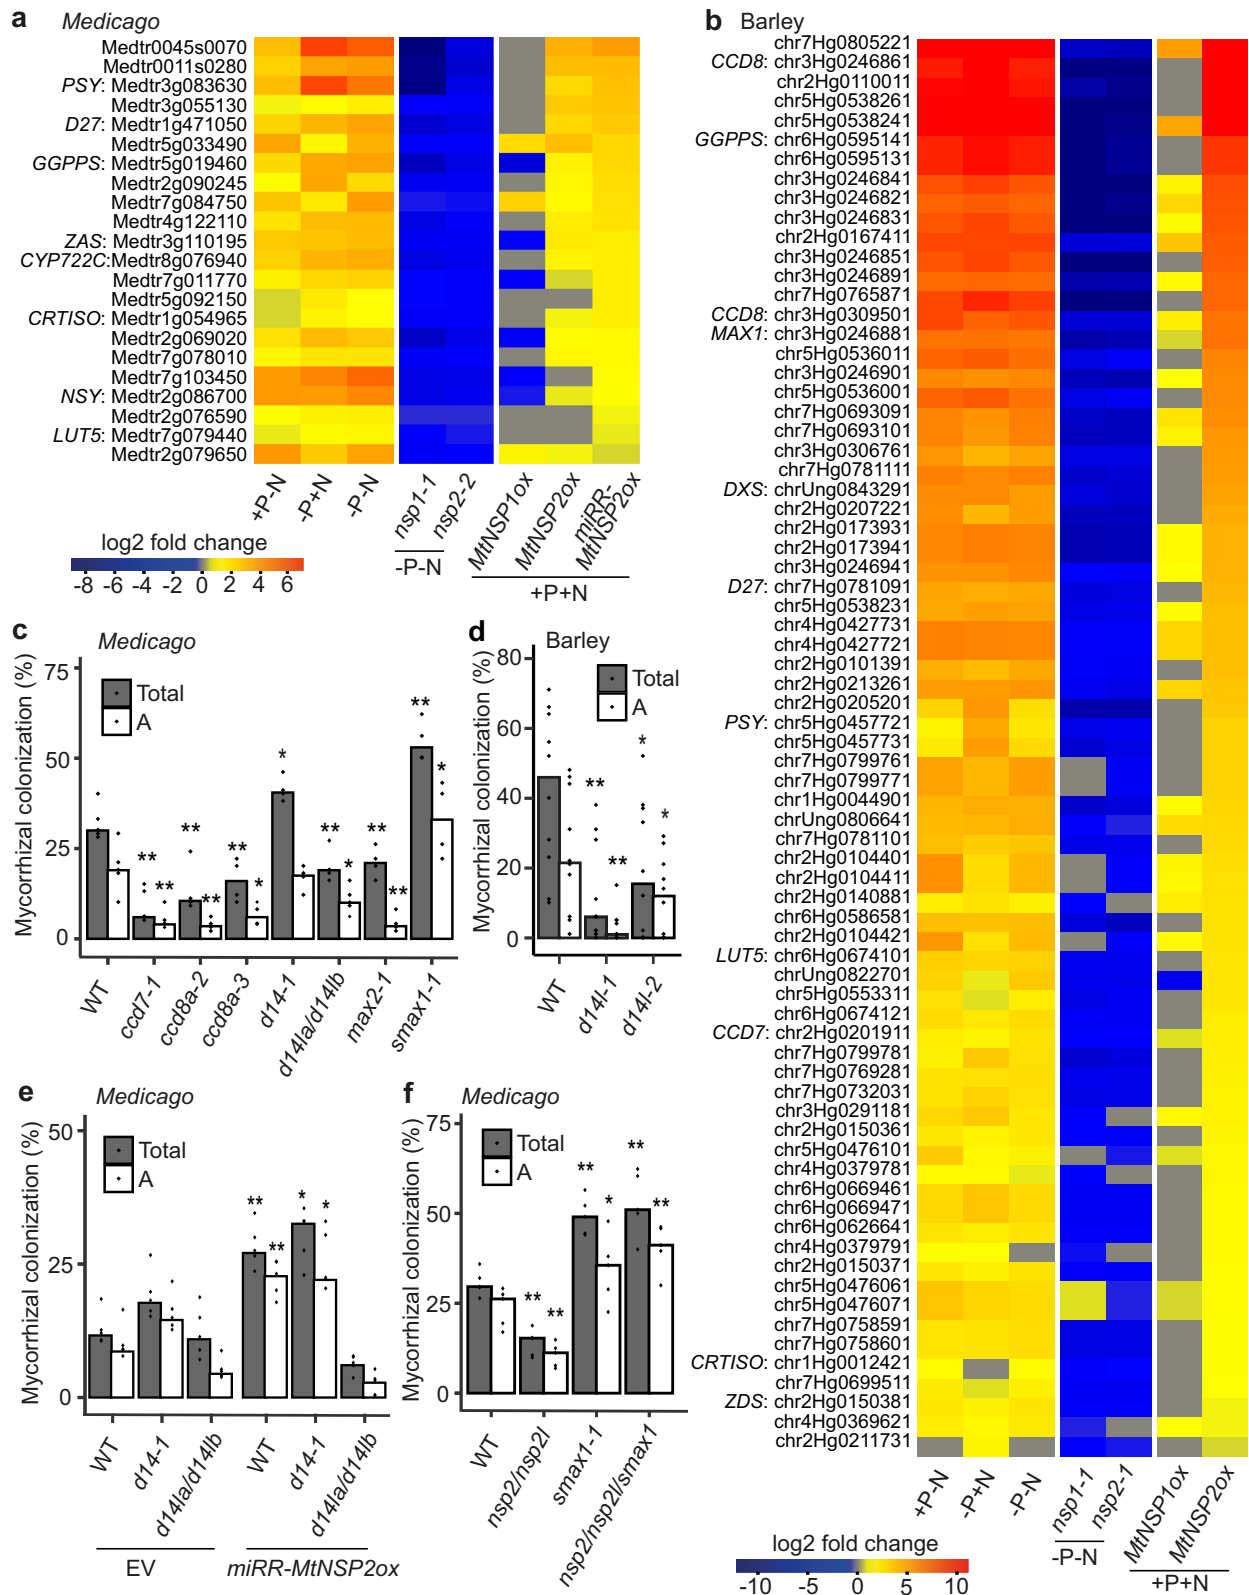 a
Medicago
Medtr0045s0070
Medtr0011s0280
PSY: Medtr3g083630
Medtr3g055130
D27: Medtr1g471050
Medtr5g033490
GGPPS: Medtr5g019460
Medtr2g090245
Medtr7g084750
Medtr4g122110
ZAS: Medtr3g110195
CYP722C:Medtr8g076940
Medtr7g011770
Medtr5g092150
CRTISO: Medtr1g054965
Medtr2g069020
Medtr7g078010
Medtr7g103450
NSY: Medtr2g086700
Medtr2g076590
LUT5: Medtr7g079440
Medtr2g079650
+P-N
-P+N
-P-N
nsp1-1
nsp2-2
-P-N
MtNSP1ox
MtNSP2ox
miRR-
MtNSP2ox
+P+N
log2 fold change
-8 -6 -4 -2 0 2 4 6
b
Barley
chr7Hg0805221
CCD8: chr3Hg0246861
chr2Hg0110011
chr5Hg0538261
chr5Hg0538241
GGPPS: chr6Hg0595141
chr6Hg0595131
chr3Hg0246841
chr3Hg0246821
chr3Hg0246831
chr2Hg0167411
chr3Hg0246851
chr3Hg0246891
chr7Hg0765871
CCD8: chr3Hg0309501
MAX1: chr3Hg0246881
chr5Hg0536011
chr3Hg0246901
chr5Hg0536001
chr7Hg0693091
chr7Hg0693101
chr3Hg0306761
chr7Hg0781111
DXS: chrUng0843291
chr2Hg0207221
chr2Hg0173931
chr2Hg0173941
chr3Hg0246941
D27: chr7Hg0781091
chr5Hg0538231
chr4Hg0427731
chr4Hg0427721
chr2Hg0101391
chr2Hg0213261
chr2Hg0205201
PSY: chr5Hg0457721
chr5Hg0457731
chr7Hg0799761
chr7Hg0799771
chr1Hg0044901
chrUng0806641
chr7Hg0781101
chr2Hg0104401
chr2Hg0104411
chr2Hg0140881
chr6Hg0586581
chr2Hg0104421
LUT5: chr6Hg0674101
chrUng0822701
chr5Hg0553311
chr6Hg0674121
CCD7: chr2Hg0201911
chr7Hg0799781
chr7Hg0769281
chr7Hg0732031
chr3Hg0291181
chr2Hg0150361
chr5Hg0476101
chr4Hg0379781
chr6Hg0669461
chr6Hg0669471
chr6Hg0626641
chr4Hg0379791
chr2Hg0150371
chr5Hg0476061
chr5Hg0476071
chr7Hg0758591
chr7Hg0758601
CRTISO: chr1Hg0012421
chr7Hg0699511
ZDS: chr2Hg0150381
chr4Hg0369621
chr2Hg0211731
+P-N
-P+N
-P-N
nsp1-1
nsp2-1
-P-N
MtNSP1ox
MtNSP2ox
+P+N
log2 fold change
-10 -5 0 5 10
c
Medicago
Mycorrhizal colonization (%)
75
50
25
0
Total
A
** ** ** ** ** * * ** * ** ** ** *
WT
ccd7-1
ccd8a-2
ccd8a-3
d14-1
d14la/d14lb
max2-1
smax1-1
d
Barley
Mycorrhizal colonization (%)
80
60
40
20
0
Total
A
** ** * *
WT
d14l-1
d14l-2
e
Medicago
Mycorrhizal colonization (%)
50
25
0
Total
A
** ** * *
WT
d14-1
d14la/d14lb
WT
d14-1
d14la/d14lb
EV
miRR-MtNSP2ox
f
Medicago
Mycorrhizal colonization (%)
75
50
25
0
Total
A
** ** ** * ** **
WT
nsp2/nsp2l
smax1-1
nsp2/nsp2l/smax1